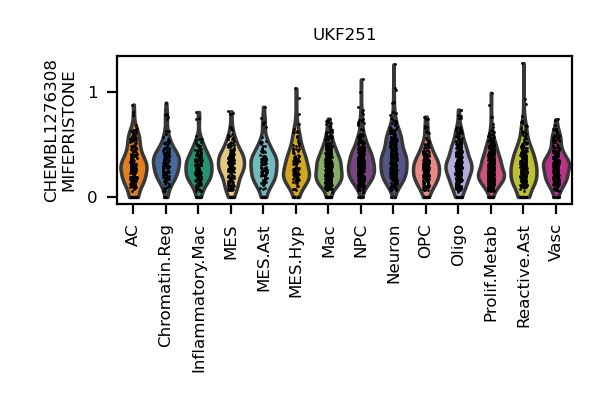 UKF251
CHEMBL1276308
MIFEPRISTONE
1
0
AC
Chromatin.Reg
Inflammatory.Mac
MES
MES.Ast
MES.Hyp
Mac
NPC
Neuron
OPC
Oligo
Prolif.Metab
Reactive.Ast
Vasc